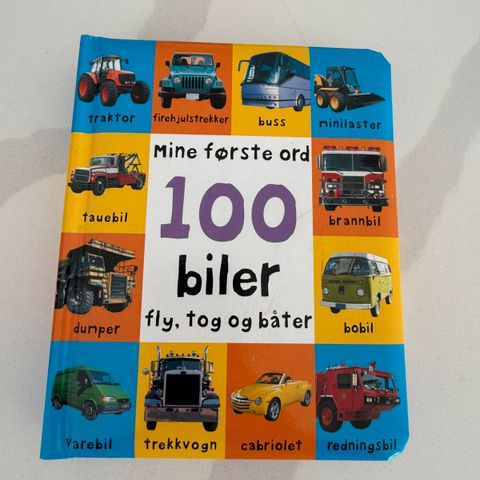 traktor
firehjulstrekker
buss
minilaster
Mine første ord
100
biler
fly, tog og båter
tauebil
brannbil
dumper
bobil
varebil
trekkvogn
cabriolet
redningsbil